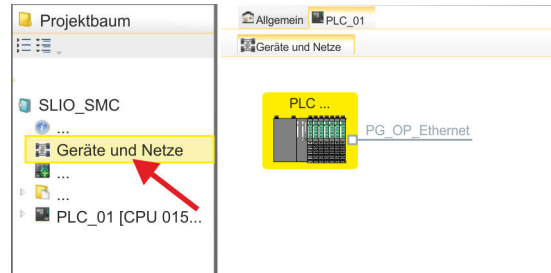 Projektbaum
SLIO_SMC
...
Geräte und Netze
...
...
PLC_01 [CPU 015...
Allgemein PLC_01
Geräte und Netze
PLC ...
PG_OP_Ethernet